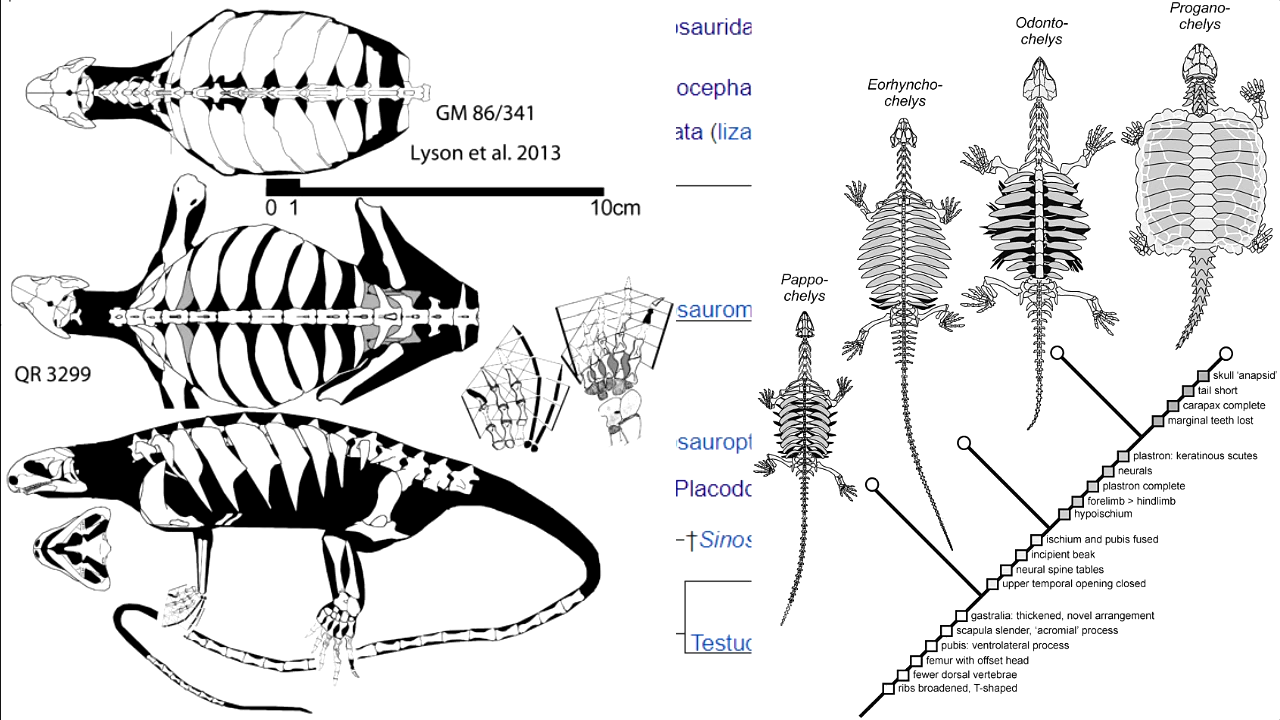 GM 86/341
Lyson et al. 2013
0 1 10cm
QR 3299
osaurida
ocepha
ata (liza
saurom
osauropt
Placodo
†Sinos
Testud
Progano-
chelys
Odonto-
chelys
Eorhyncho-
chelys
Pappo-
chelys
skull 'anapsid'
tail short
carapax complete
marginal teeth lost
plastron: keratinous scutes
neurals
plastron complete
forelimb > hindlimb
hypoischium
ischium and pubis fused
incipient beak
neural spine tables
upper temporal opening closed
gastralia: thickened, novel arrangement
scapula slender, 'acromial' process
pubis: ventrolateral process
femur with offset head
fewer dorsal vertebrae
ribs broadened, T-shaped